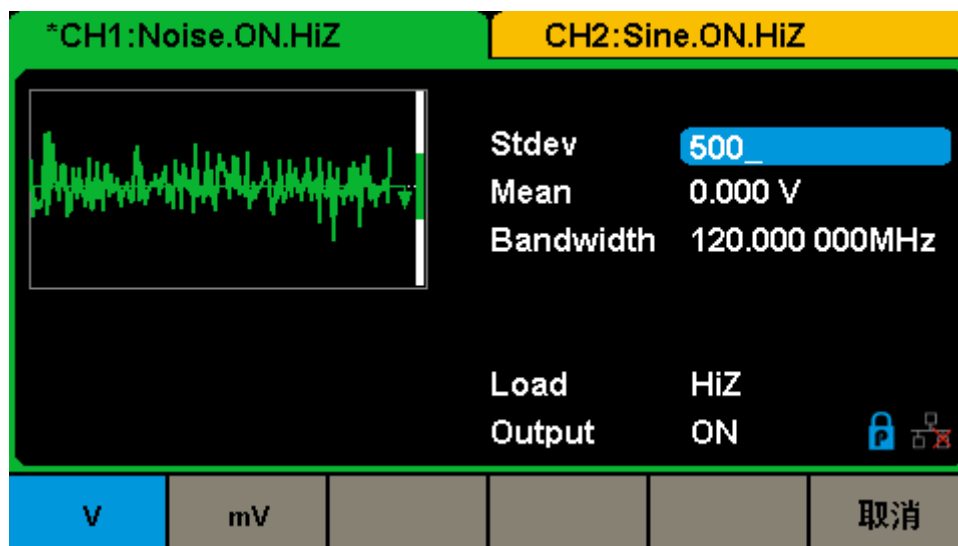 *CH1:Noise.ON.HiZ
CH2:Sine.ON.HiZ
Stdev 500_
Mean 0.000 V
Bandwidth 120.000 000MHz
Load HiZ
Output ON
P
V mV 取消